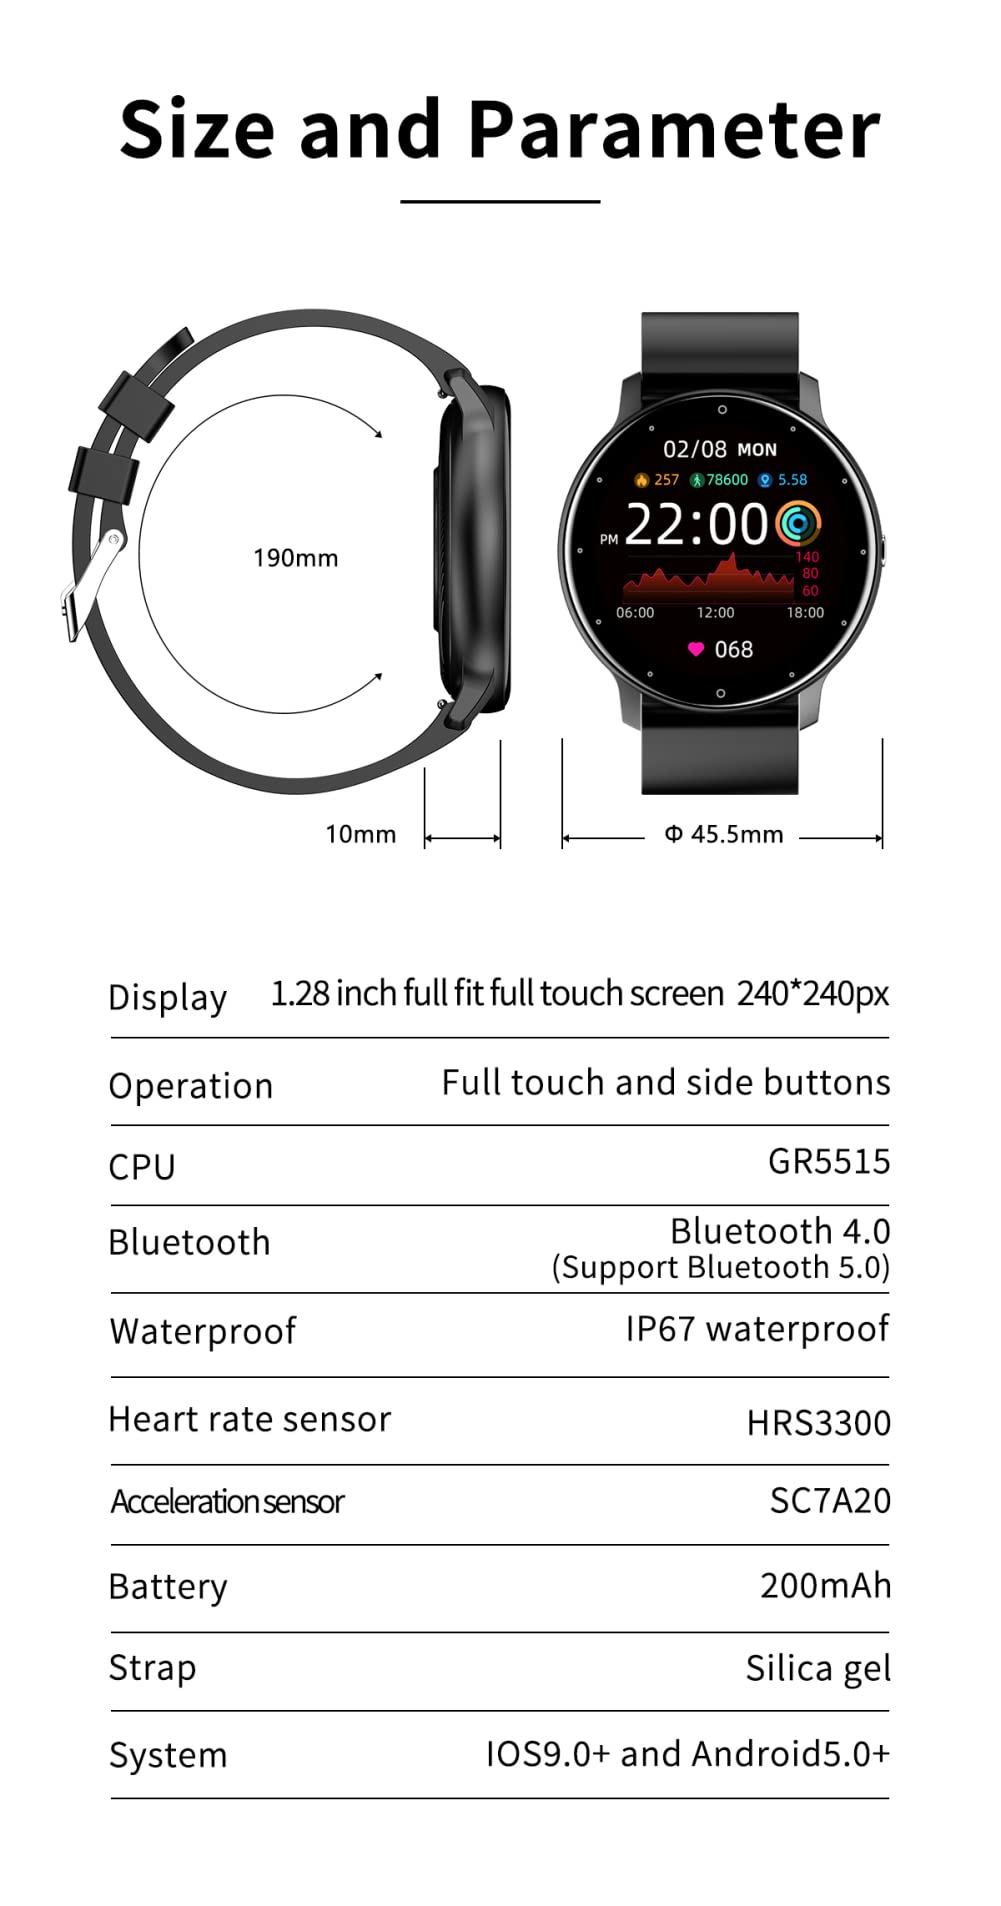 Size and Parameter
02/08 MON
257 78600 5.58
PM 22:00
140
80
60
06:00 12:00 18:00
068
190mm
10mm
Φ 45.5mm
Display 1.28 inch full fit full touch screen 240*240px
Operation Full touch and side buttons
CPU GR5515
Bluetooth Bluetooth 4.0
(Support Bluetooth 5.0)
Waterproof IP67 waterproof
Heart rate sensor HRS3300
Acceleration sensor SC7A20
Battery 200mAh
Strap Silica gel
System IOS9.0+ and Android5.0+